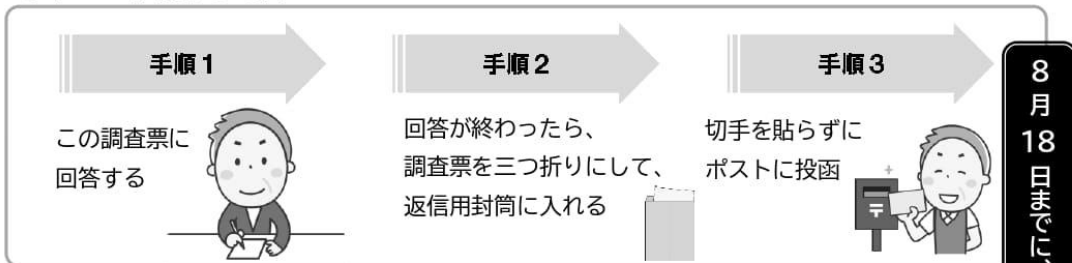 手順1
この調査票に
回答する
手順2
回答が終わったら、
調査票を三つ折りにして、
返信用封筒に入れる
手順3
切手を貼らずに
ポストに投函
〒
8月18日までに、